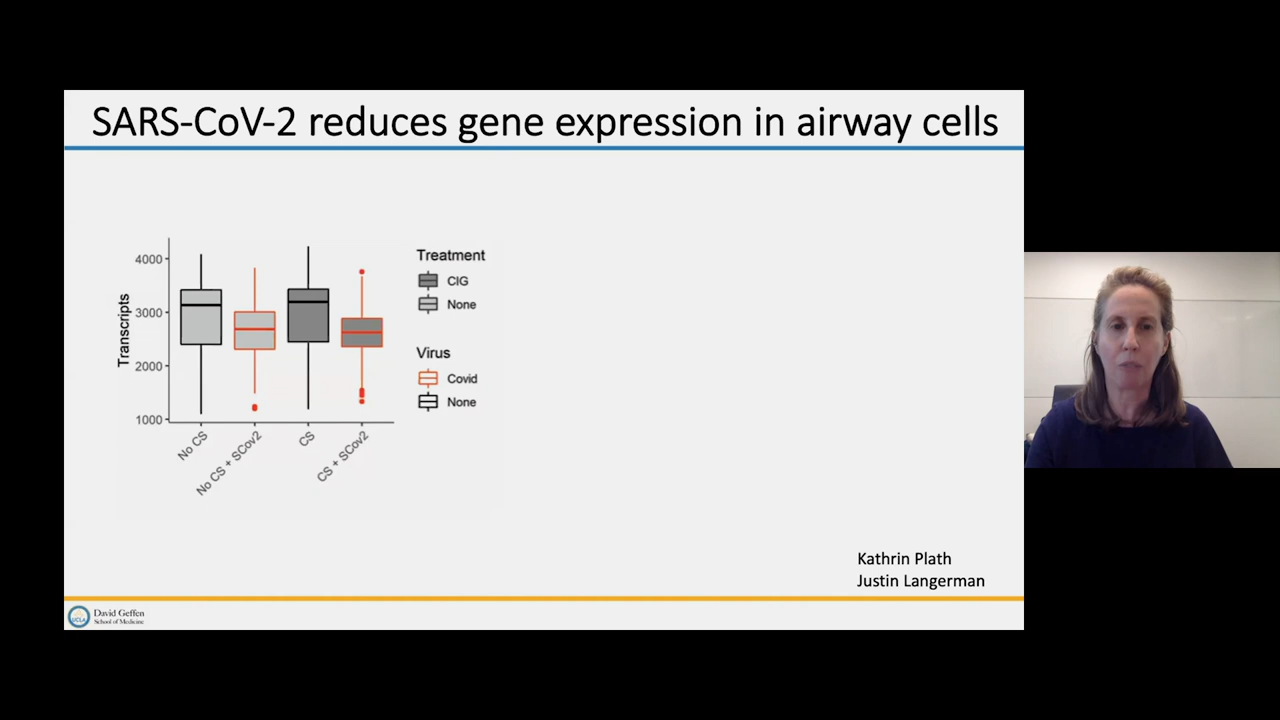 SARS-CoV-2 reduces gene expression in airway cells
Transcripts
4000
3000
2000
1000
No CS
No CS + SCov2
CS
CS + SCov2
Treatment
CIG
None
Virus
Covid
None
Kathrin Plath
Justin Langerman
UCLA
David Geffen
School of Medicine